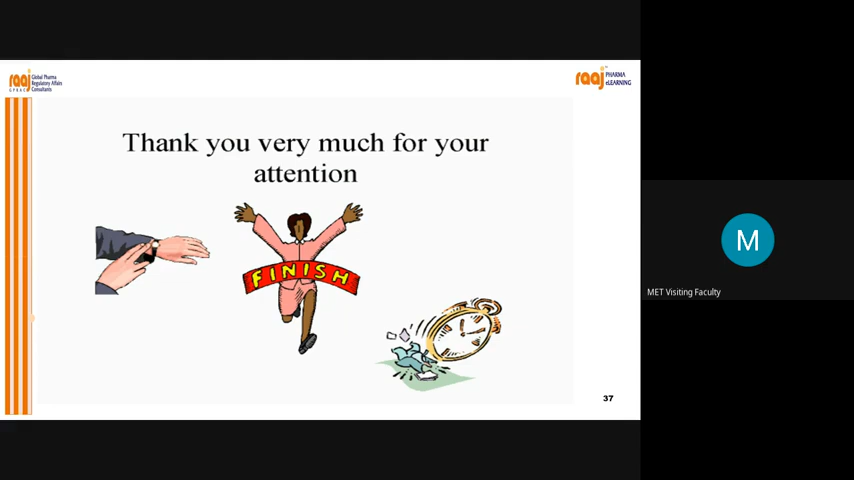 raaj
Global Pharma
Regulatory Affairs
Consultants
GPRAC
raaj
PHARMA
eLEARNING
Thank you very much for your
attention
FINISH
37
M
MET Visiting Faculty